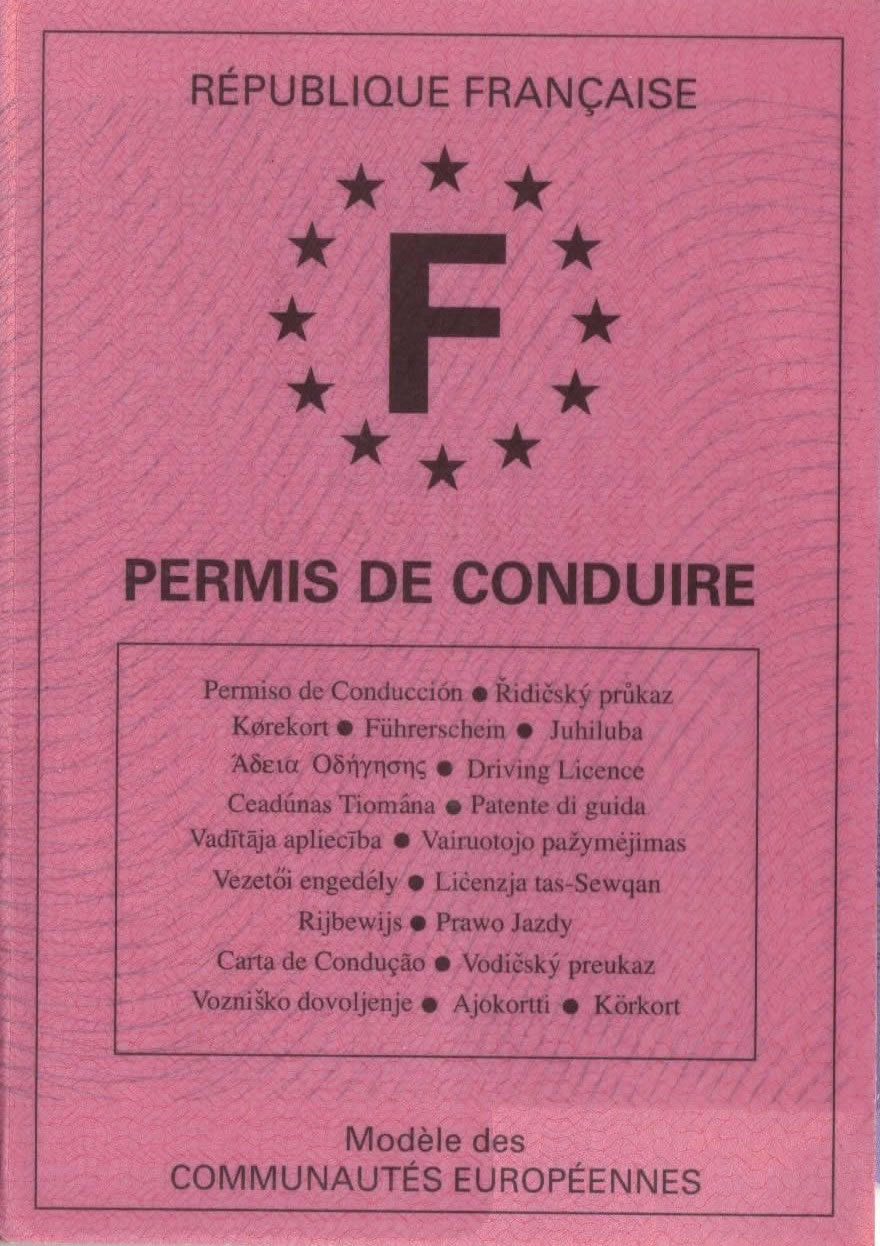 RÉPUBLIQUE FRANÇAISE
F
PERMIS DE CONDUIRE
Permiso de Conducción ● Řidičský průkaz
Kørekort ● Führerschein ● Juhiluba
Άδεια Οδήγησης ● Driving Licence
Ceadúnas Tiomána ● Patente di guida
Vadītāja apliecība ● Vairuotojo pažymėjimas
Vezetői engedély ● Liċenzja tas-Sewqan
Rijbewijs ● Prawo Jazdy
Carta de Condução ● Vodičský preukaz
Vozniško dovoljenje ● Ajokortti ● Körkort
Modèle des
COMMUNAUTÉS EUROPÉENNES